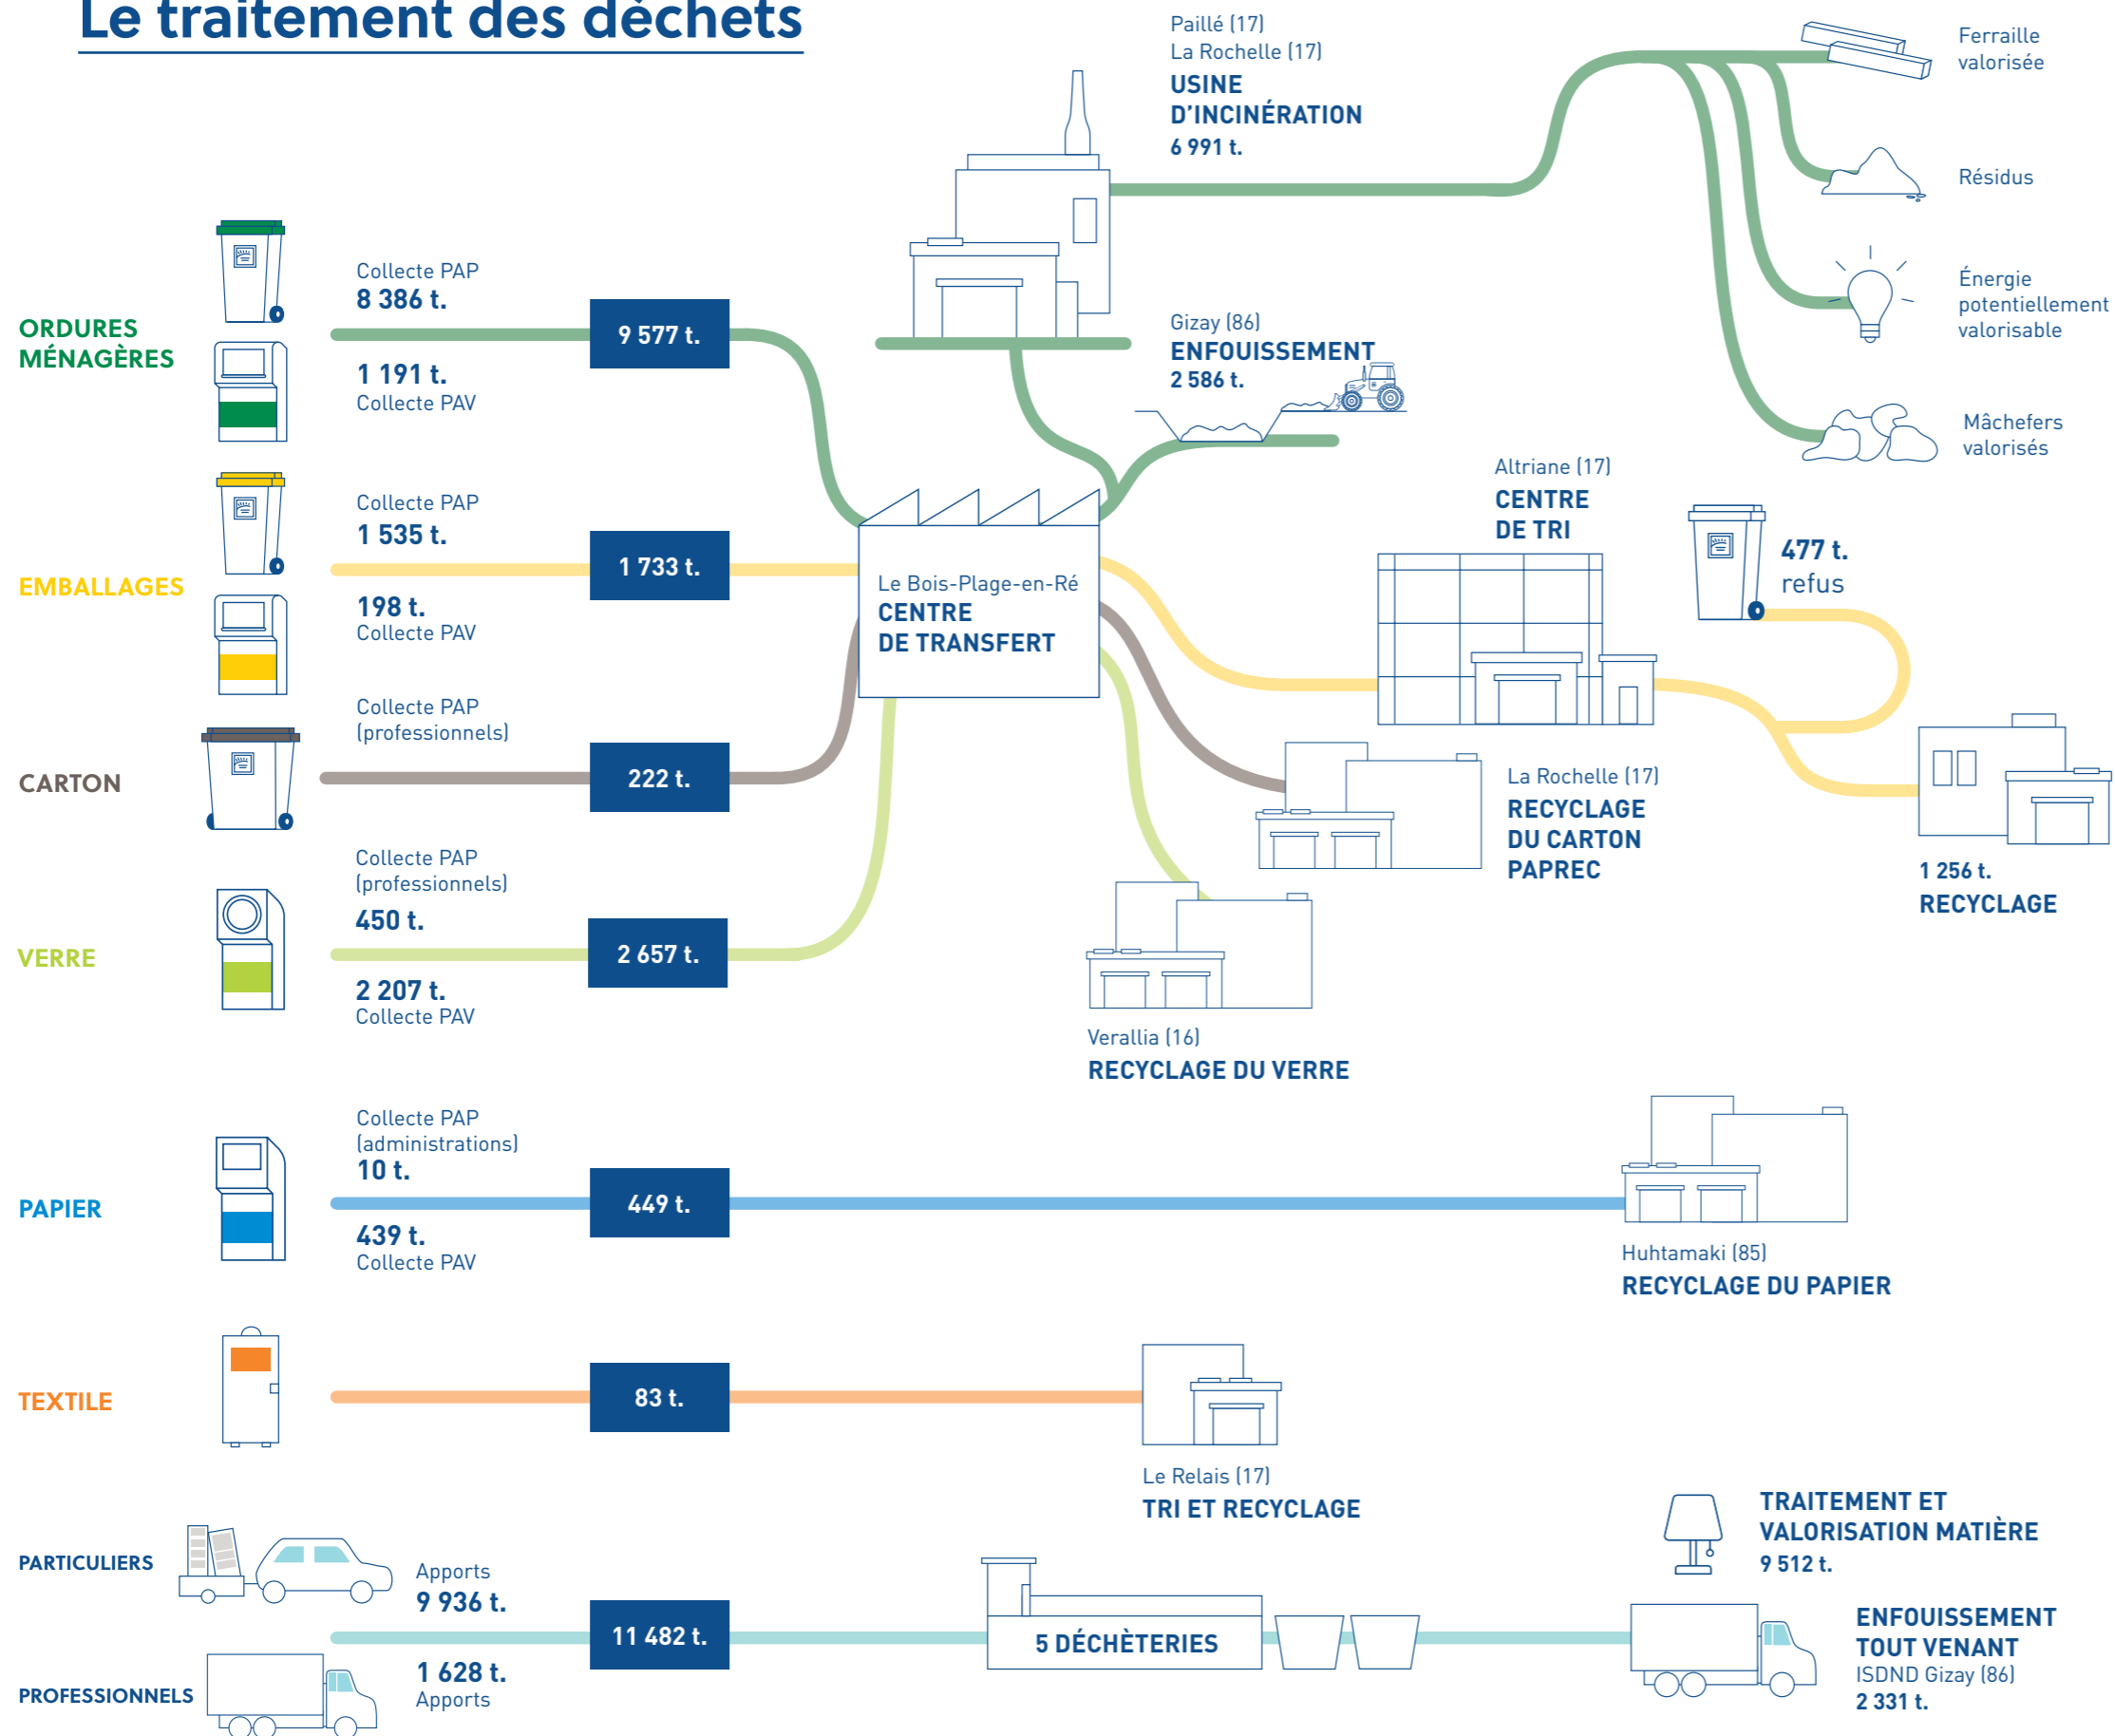 Le traitement des déchets
Paillé (17)
La Rochelle (17)
USINE
D'INCINÉRATION
6 991 t.
Ferraille
valorisée
Résidus
Énergie
potentiellement
valorisable
Mâchefers
valorisés
Gizay (86)
ENFOUISSEMENT
2 586 t.
ORDURES
MÉNAGÈRES
Collecte PAP
8 386 t.
9 577 t.
1 191 t.
Collecte PAV
EMBALLAGES
Collecte PAP
1 535 t.
1 733 t.
198 t.
Collecte PAV
Le Bois-Plage-en-Ré
CENTRE
DE TRANSFERT
Altriane (17)
CENTRE
DE TRI
477 t.
refus
1 256 t.
RECYCLAGE
CARTON
Collecte PAP
(professionnels)
222 t.
La Rochelle (17)
RECYCLAGE
DU CARTON
PAPREC
VERRE
Collecte PAP
(professionnels)
450 t.
2 657 t.
2 207 t.
Collecte PAV
Verallia (16)
RECYCLAGE DU VERRE
PAPIER
Collecte PAP
(administrations)
10 t.
449 t.
439 t.
Collecte PAV
Huhtamaki (85)
RECYCLAGE DU PAPIER
TEXTILE
83 t.
Le Relais (17)
TRI ET RECYCLAGE
PARTICULIERS
Apports
9 936 t.
11 482 t.
PROFESSIONNELS
1 628 t.
Apports
5 DÉCHÈTERIES
TRAITEMENT ET
VALORISATION MATIÈRE
9 512 t.
ENFOUISSEMENT
TOUT VENANT
ISDND Gizay (86)
2 331 t.